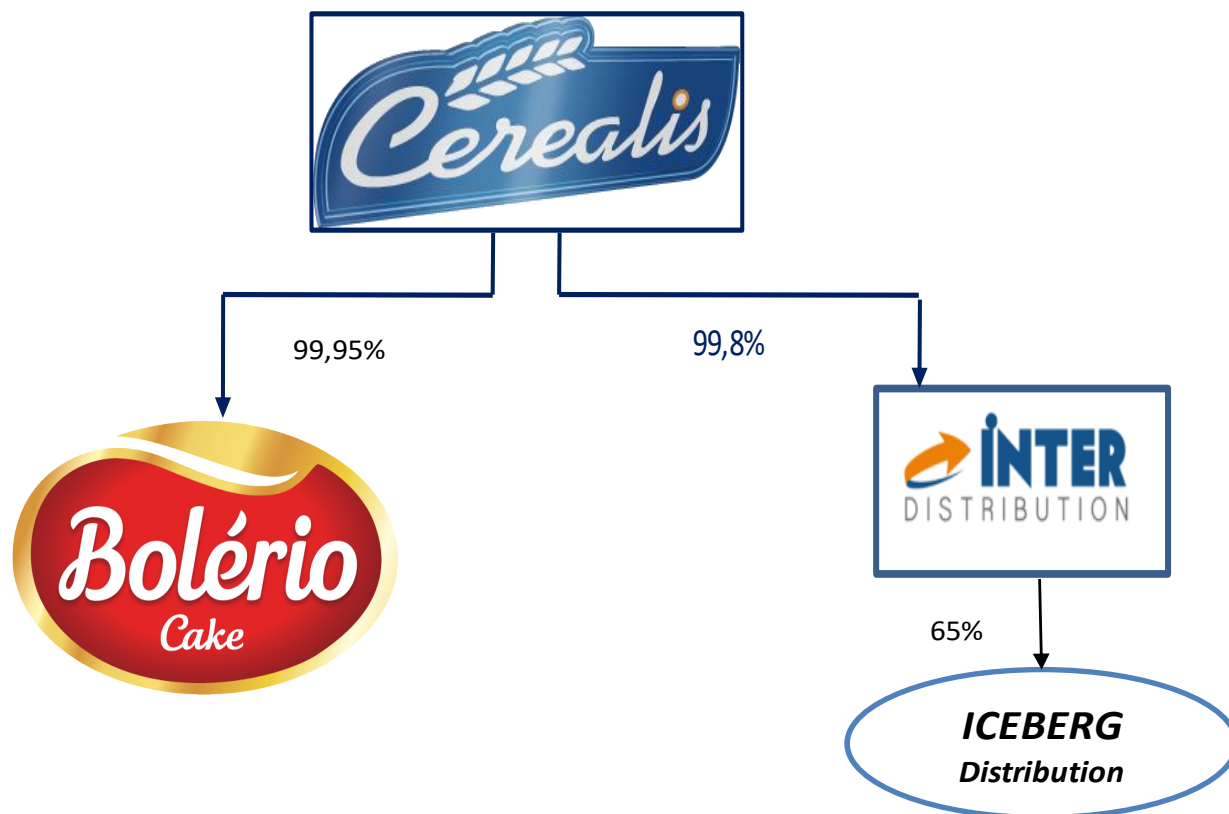 Cerealis
99,95%
99,8%
Bolério
Cake
INTER
DISTRIBUTION
65%
ICEBERG
Distribution